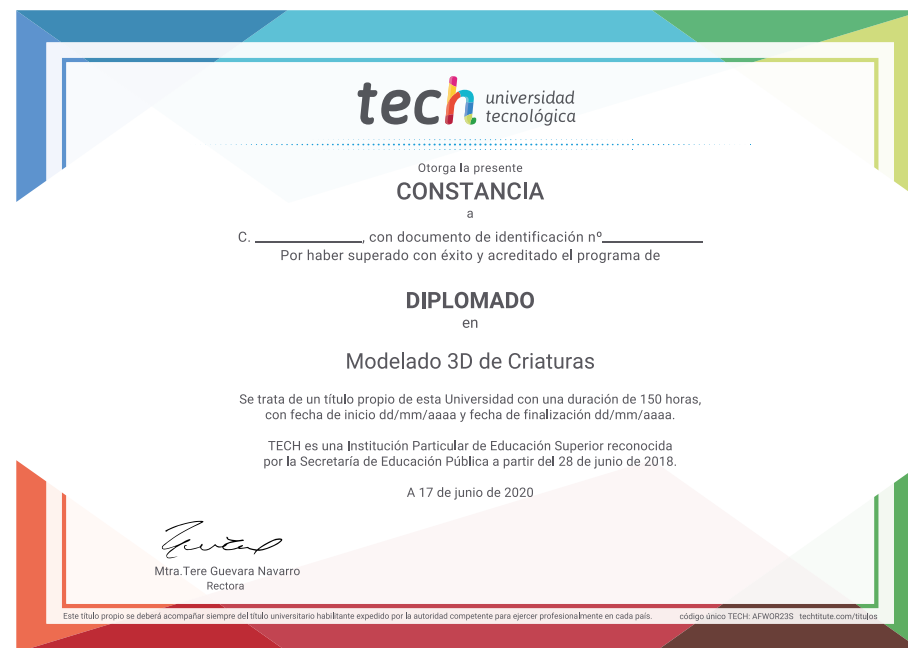 tech universidad
tecnológica
Otorga la presente
CONSTANCIA
a
C. ____________, con documento de identificación nº____________
Por haber superado con éxito y acreditado el programa de
DIPLOMADO
en
Modelado 3D de Criaturas
Se trata de un título propio de esta Universidad con una duración de 150 horas,
con fecha de inicio dd/mm/aaaa y fecha de finalización dd/mm/aaaa.
TECH es una Institución Particular de Educación Superior reconocida
por la Secretaría de Educación Pública a partir del 28 de junio de 2018.
A 17 de junio de 2020
Mtra.Tere Guevara Navarro
Rectora
Este título propio se deberá acompañar siempre del título universitario habilitante expedido por la autoridad competente para ejercer profesionalmente en cada país. código único TECH: AFWOR23S techtitute.com/titulos